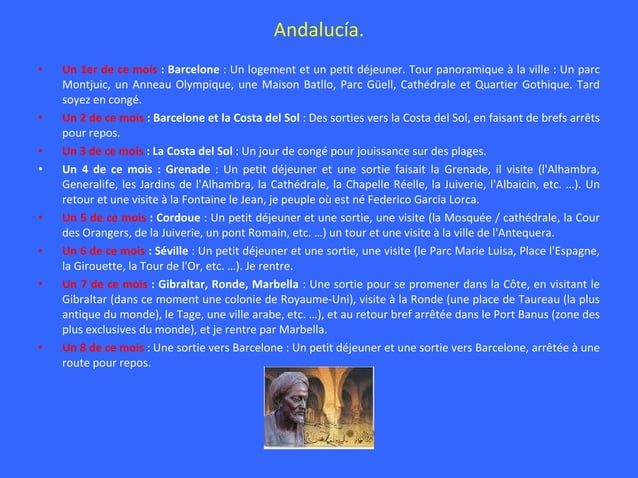 Andalucía.
• Un 1er de ce mois : Barcelone : Un logement et un petit déjeuner. Tour panoramique à la ville : Un parc
Montjuic, un Anneau Olympique, une Maison Batllo, Parc Güell, Cathédrale et Quartier Gothique. Tard
soyez en congé.
• Un 2 de ce mois : Barcelone et la Costa del Sol : Des sorties vers la Costa del Sol, en faisant de brefs arrêts
pour repos.
• Un 3 de ce mois : La Costa del Sol : Un jour de congé pour jouissance sur des plages.
• Un 4 de ce mois : Grenade : Un petit déjeuner et une sortie faisait la Grenade, il visite (l'Alhambra,
Generalife, les Jardins de l'Alhambra, la Cathédrale, la Chapelle Réelle, la Juiverie, l'Albaicin, etc. …). Un
retour et une visite à la Fontaine le Jean, je peuple où est né Federico García Lorca.
• Un 5 de ce mois : Cordoue : Un petit déjeuner et une sortie, une visite (la Mosquée / cathédrale, la Cour
des Orangers, de la Juiverie, un pont Romain, etc. …) un tour et une visite à la ville de l'Antequera.
• Un 6 de ce mois : Séville : Un petit déjeuner et une sortie, une visite (le Parc Marie Luisa, Place l'Espagne,
la Girouette, la Tour de l'Or, etc. …). Je rentre.
• Un 7 de ce mois : Gibraltar, Ronde, Marbella : Une sortie pour se promener dans la Côte, en visitant le
Gibraltar (dans ce moment une colonie de Royaume-Uni), visite à la Ronde (une place de Taureau (la plus
antique du monde), le Tage, une ville arabe, etc. …), et au retour bref arrêtée dans le Port Banus (zone des
plus exclusives du monde), et je rentre par Marbella.
• Un 8 de ce mois : Une sortie vers Barcelone : Un petit déjeuner et une sortie vers Barcelone, arrêtée à une
route pour repos.